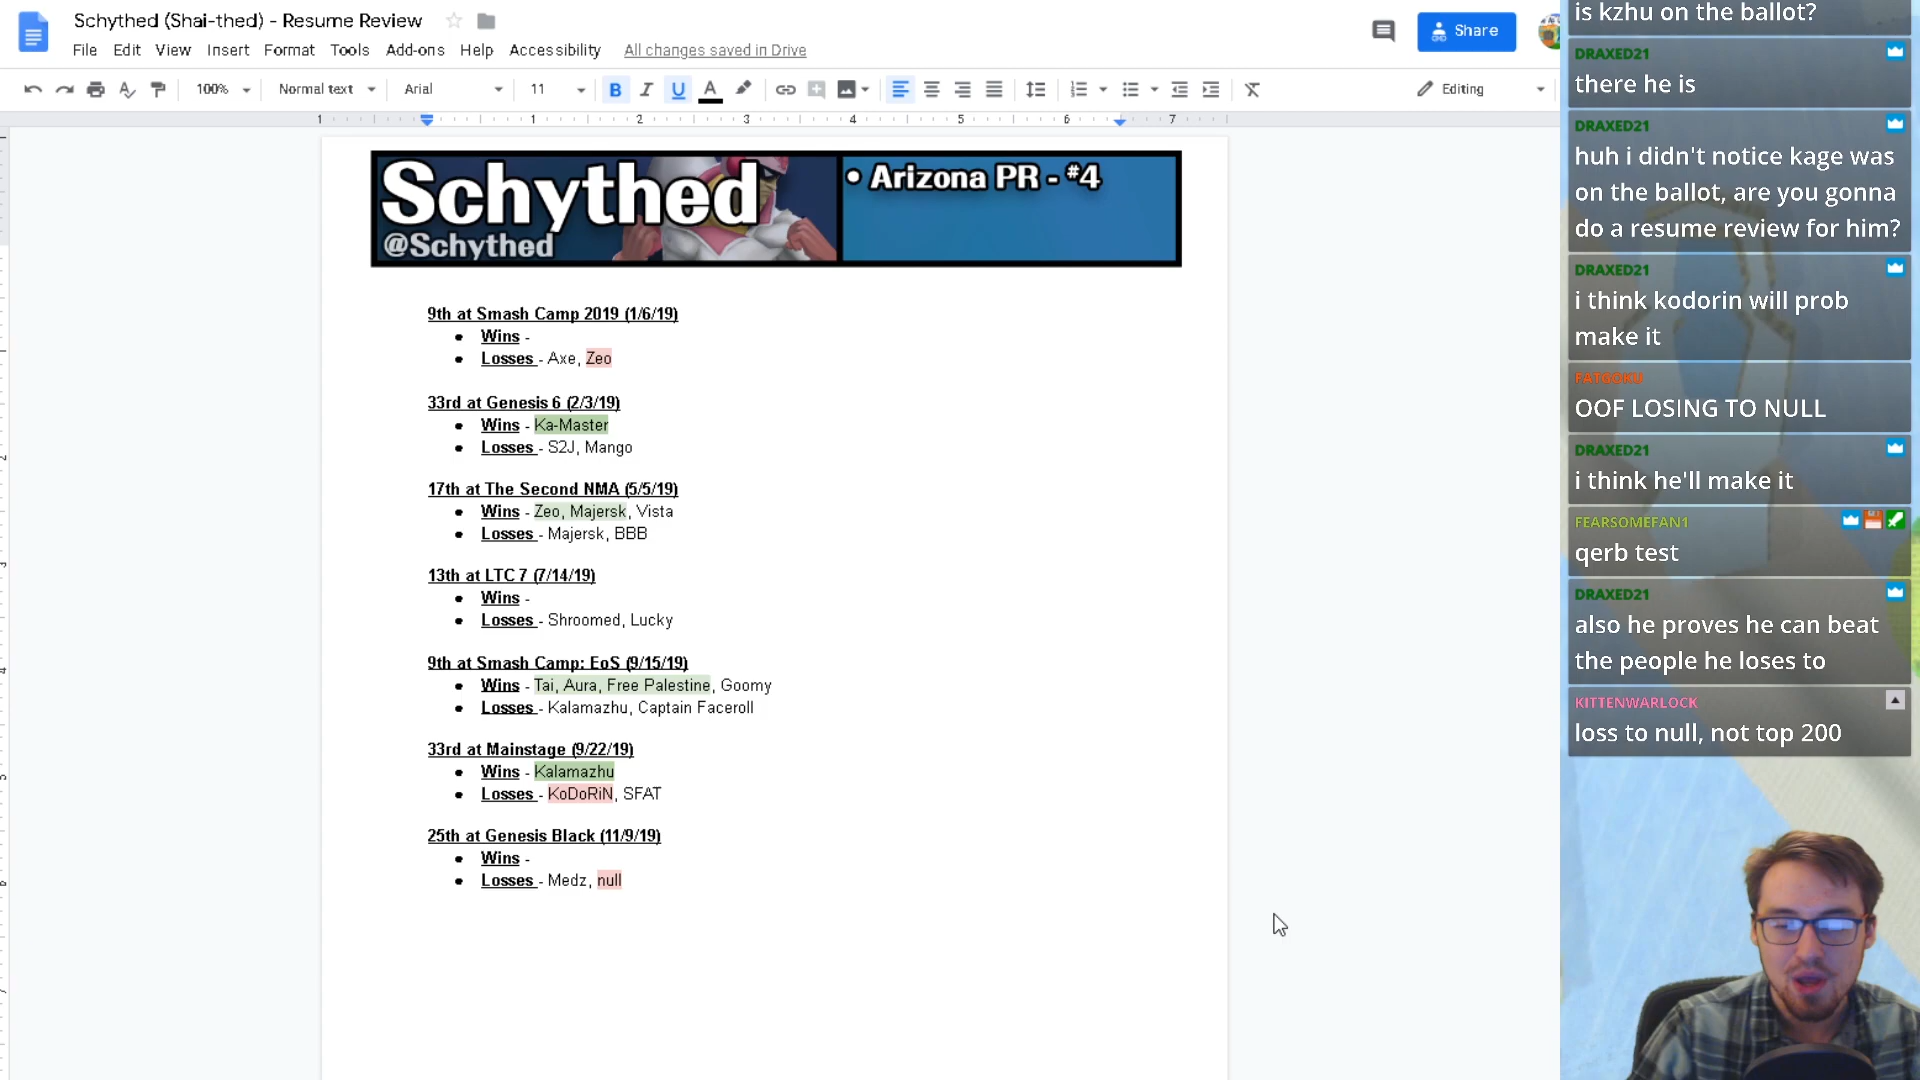 Schythed (Shai-thed) - Resume Review
File Edit View Insert Format Tools Add-ons Help Accessibility All changes saved in Drive
Share
100% Normal text Arial 11 B I U A Editing
1 1 2 3 4 5 6 7
Schythed
@Schythed
• Arizona PR - #4
9th at Smash Camp 2019 (1/6/19)
● Wins -
● Losses - Axe, Zeo
33rd at Genesis 6 (2/3/19)
● Wins - Ka-Master
● Losses - S2J, Mango
17th at The Second NMA (5/5/19)
● Wins - Zeo, Majersk, Vista
● Losses - Majersk, BBB
13th at LTC 7 (7/14/19)
● Wins -
● Losses - Shroomed, Lucky
9th at Smash Camp: EoS (9/15/19)
● Wins - Tai, Aura, Free Palestine, Goomy
● Losses - Kalamazhu, Captain Faceroll
33rd at Mainstage (9/22/19)
● Wins - Kalamazhu
● Losses - KoDoRiN, SFAT
25th at Genesis Black (11/9/19)
● Wins -
● Losses - Medz, null
is kzhu on the ballot?
DRAXED21
there he is
DRAXED21
huh i didn't notice kage was
on the ballot, are you gonna
do a resume review for him?
DRAXED21
i think kodorin will prob
make it
FATGOKU
OOF LOSING TO NULL
DRAXED21
i think he'll make it
FEARSOMEFAN1
qerb test
DRAXED21
also he proves he can beat
the people he loses to
KITTENWARLOCK
loss to null, not top 200